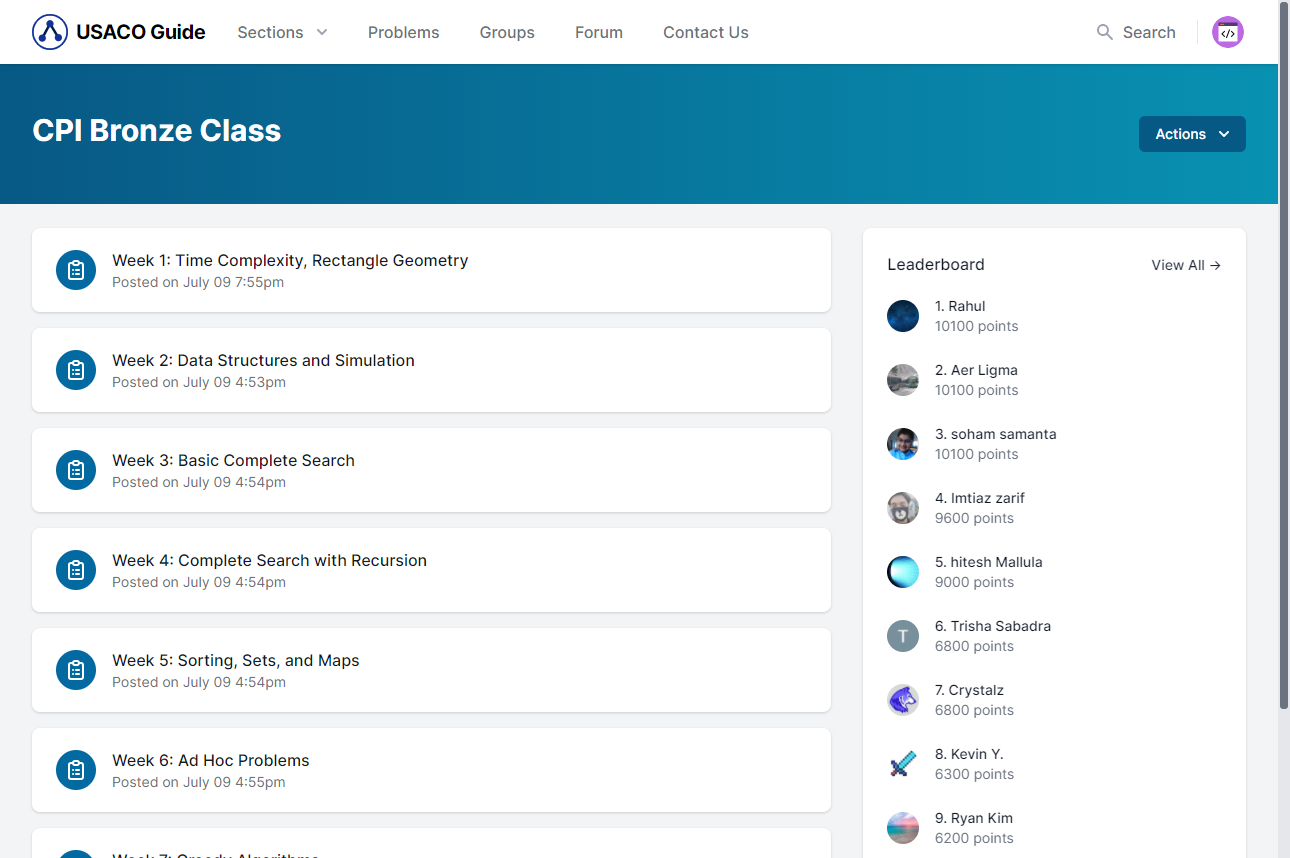 USACO Guide
Sections
Problems
Groups
Forum
Contact Us
Search
</>
CPI Bronze Class
Actions
Week 1: Time Complexity, Rectangle Geometry
Posted on July 09 7:55pm
Week 2: Data Structures and Simulation
Posted on July 09 4:53pm
Week 3: Basic Complete Search
Posted on July 09 4:54pm
Week 4: Complete Search with Recursion
Posted on July 09 4:54pm
Week 5: Sorting, Sets, and Maps
Posted on July 09 4:54pm
Week 6: Ad Hoc Problems
Posted on July 09 4:55pm
Week 7: Greedy Algorithms
Leaderboard
View All →
1. Rahul
10100 points
2. Aer Ligma
10100 points
3. soham samanta
10100 points
4. Imtiaz zarif
9600 points
5. hitesh Mallula
9000 points
T
6. Trisha Sabadra
6800 points
7. Crystalz
6800 points
8. Kevin Y.
6300 points
9. Ryan Kim
6200 points